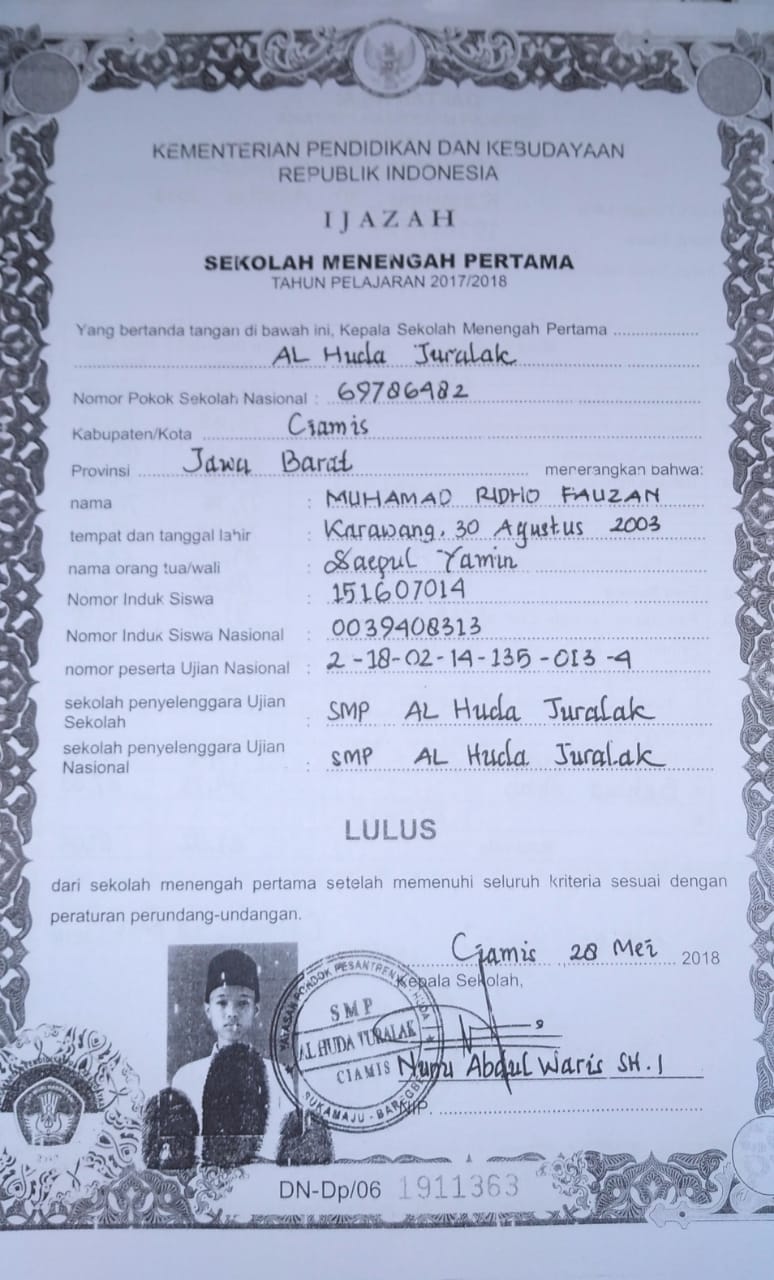 KEMENTERIAN PENDIDIKAN DAN KEBUDAYAAN
REPUBLIK INDONESIA
IJAZAH
SEKOLAH MENENGAH PERTAMA
TAHUN PELAJARAN 2017/2018
Yang bertanda tangan di bawah ini, Kepala Sekolah Menengah Pertama
AL Huda Juralak
Nomor Pokok Sekolah Nasional : 69786482
Kabupaten/Kota Ciamis
Provinsi Jawa Barat menerangkan bahwa:
nama : MUHAMAD RIDHO FAUZAN
tempat dan tanggal lahir : Karawang, 30 Agustus 2003
nama orang tua/wali : Saepul Yamin
Nomor Induk Siswa : 151607014
Nomor Induk Siswa Nasional : 0039408313
nomor peserta Ujian Nasional : 2-18-02-14-135-013-4
sekolah penyelenggara Ujian
Sekolah : SMP AL Huda Juralak
sekolah penyelenggara Ujian
Nasional : SMP AL Huda Juralak
LULUS
dari sekolah menengah pertama setelah memenuhi seluruh kriteria sesuai dengan
peraturan perundang-undangan.
Ciamis, 28 Mei 2018
Kepala Sekolah,
YAYASAN PONDOK PESANTREN HUDA
SMP
AL HUDA TURALAK
CIAMIS
SUKAMAJU - BAREGBEG
Nunu Abdul Waris SH.I
NIP
DN-Dp/06 1911363